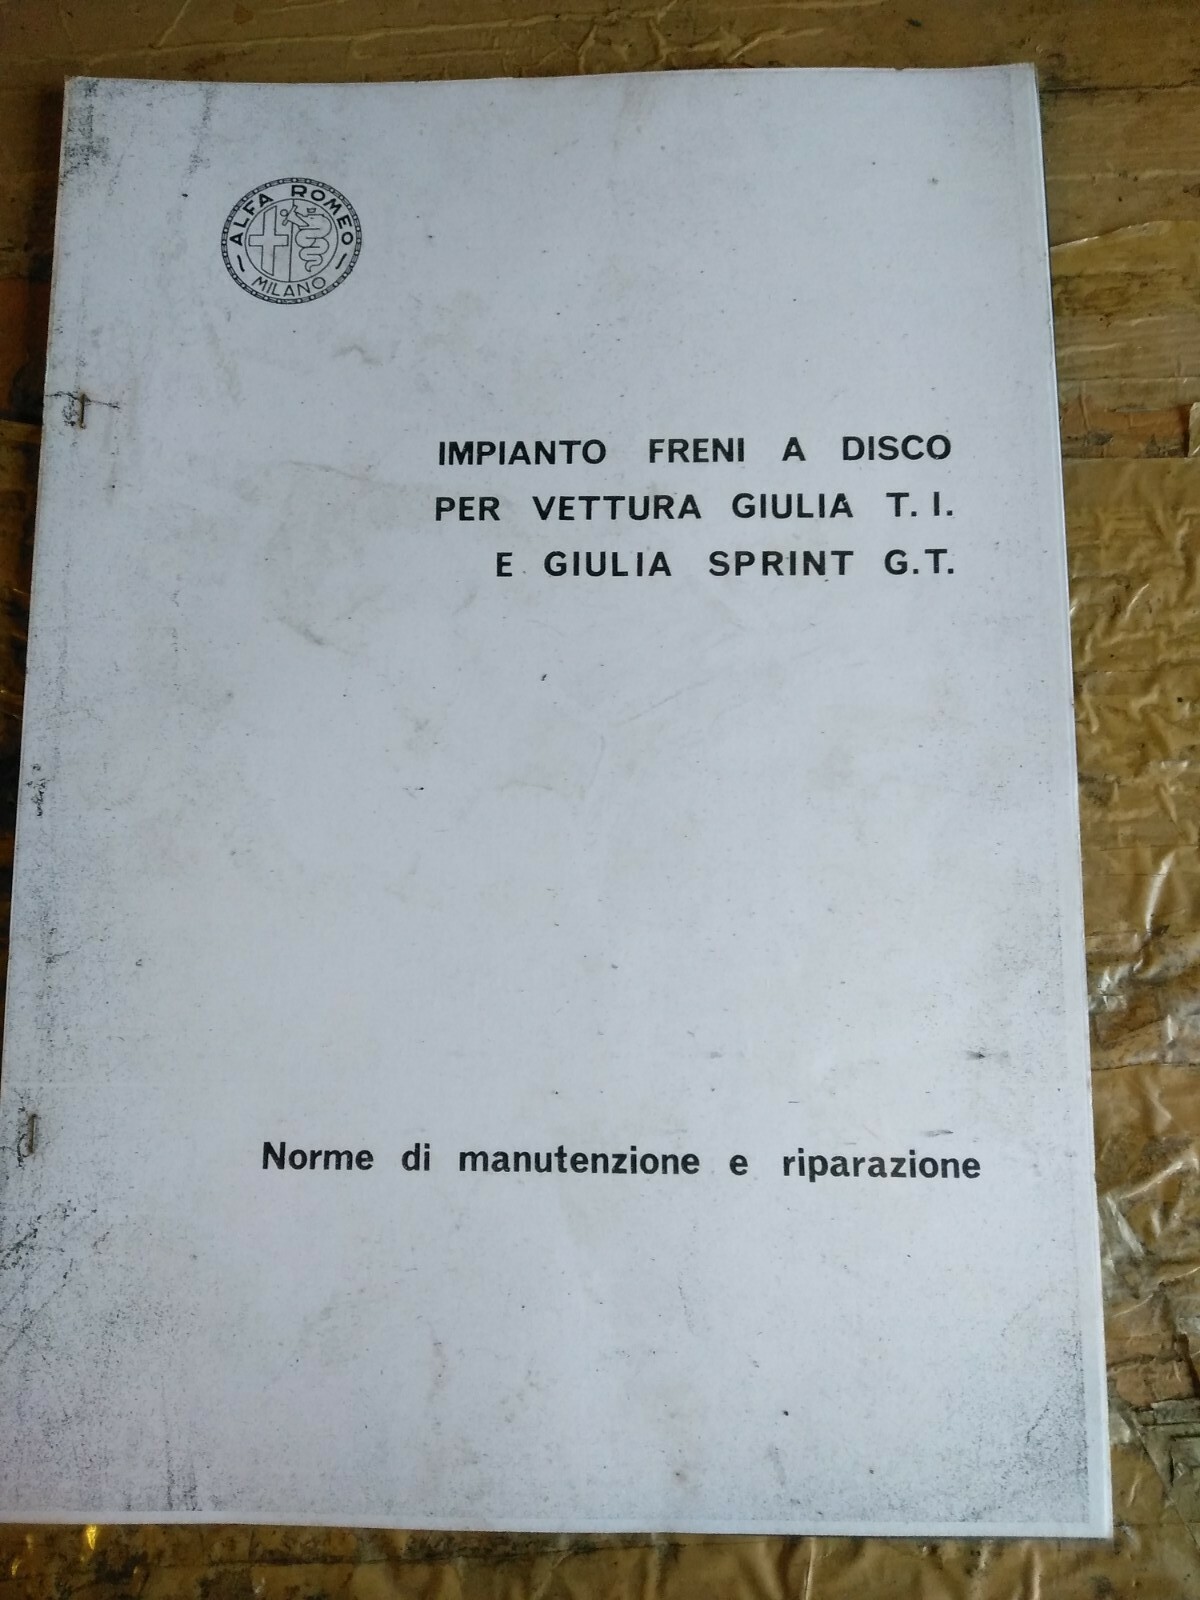 ALFA ROMEO
MILANO
IMPIANTO FRENI A DISCO
PER VETTURA GIULIA T. I.
E GIULIA SPRINT G.T.
Norme di manutenzione e riparazione